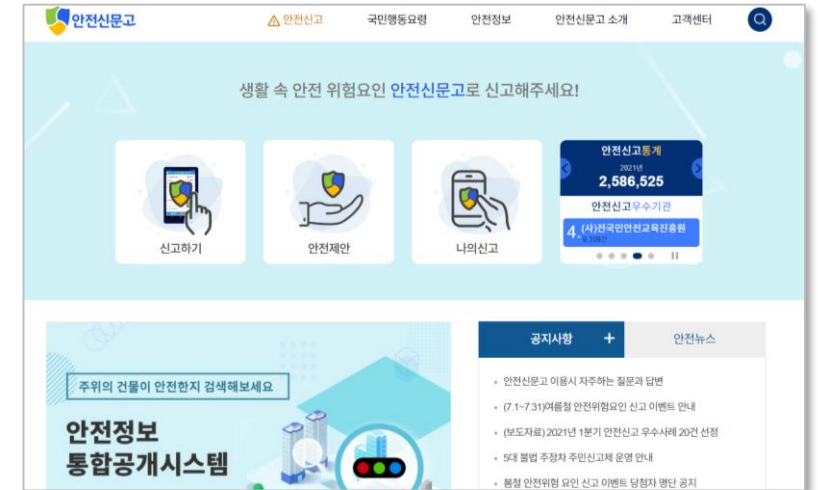 안전신문고
안전신고 국민행동요령 안전정보 안전신문고 소개 고객센터
생활 속 안전 위험요인 안전신문고로 신고해주세요!
신고하기
안전제안
나의신고
안전신고통계
2021년
2,586,525
안전신고우수기관
4. (사)전국민안전교육진흥원
공지사항 + 안전뉴스
안전신문고 이용시 자주하는 질문과 답변
(7.1~7.31)여름철 안전위험요인 신고 이벤트 안내
(보도자료) 2021년 1분기 안전신고 우수사례 20건 선정
5대 불법 주정차 주민신고제 운영 안내
봄철 안전위험 요인 신고 이벤트 당첨자 명단 공지
주위의 건물이 안전한지 검색해보세요
안전정보
통합공개시스템